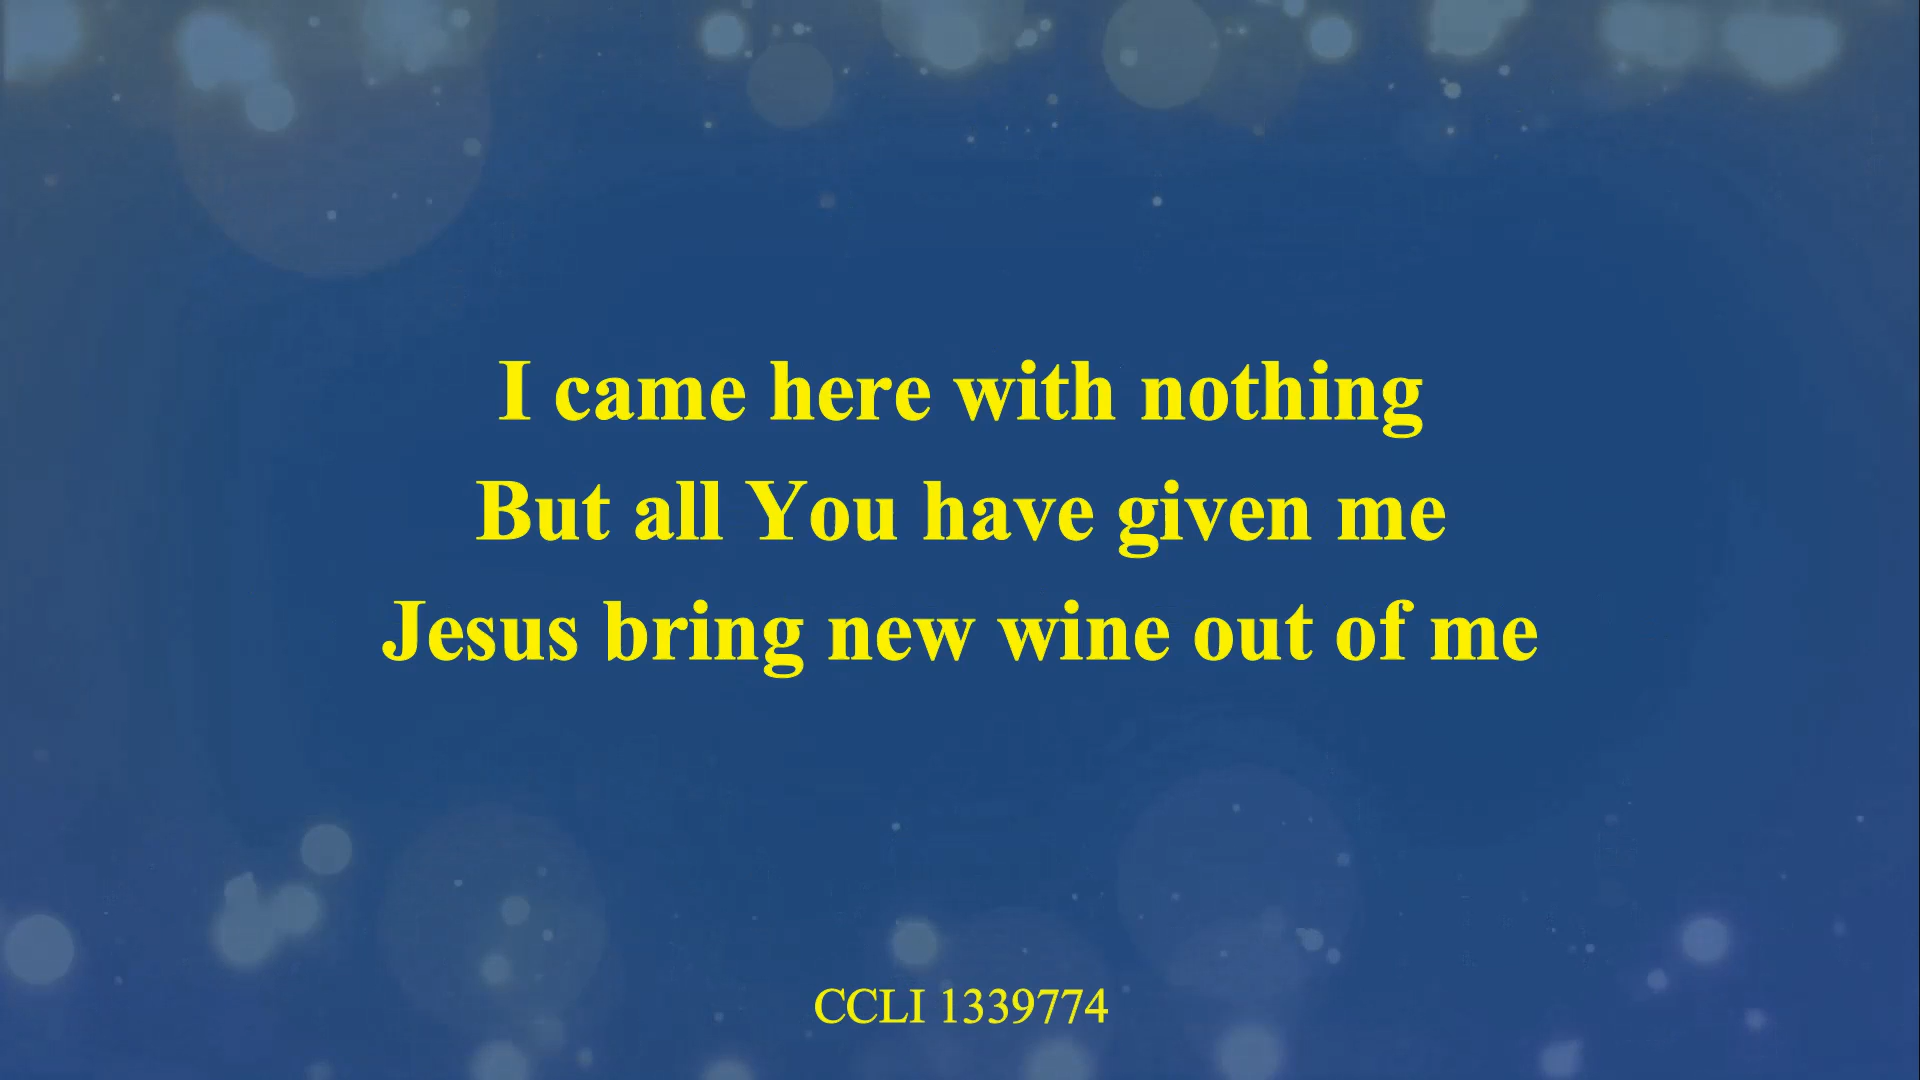 I came here with nothing
But all You have given me
Jesus bring new wine out of me
CCLI 1339774